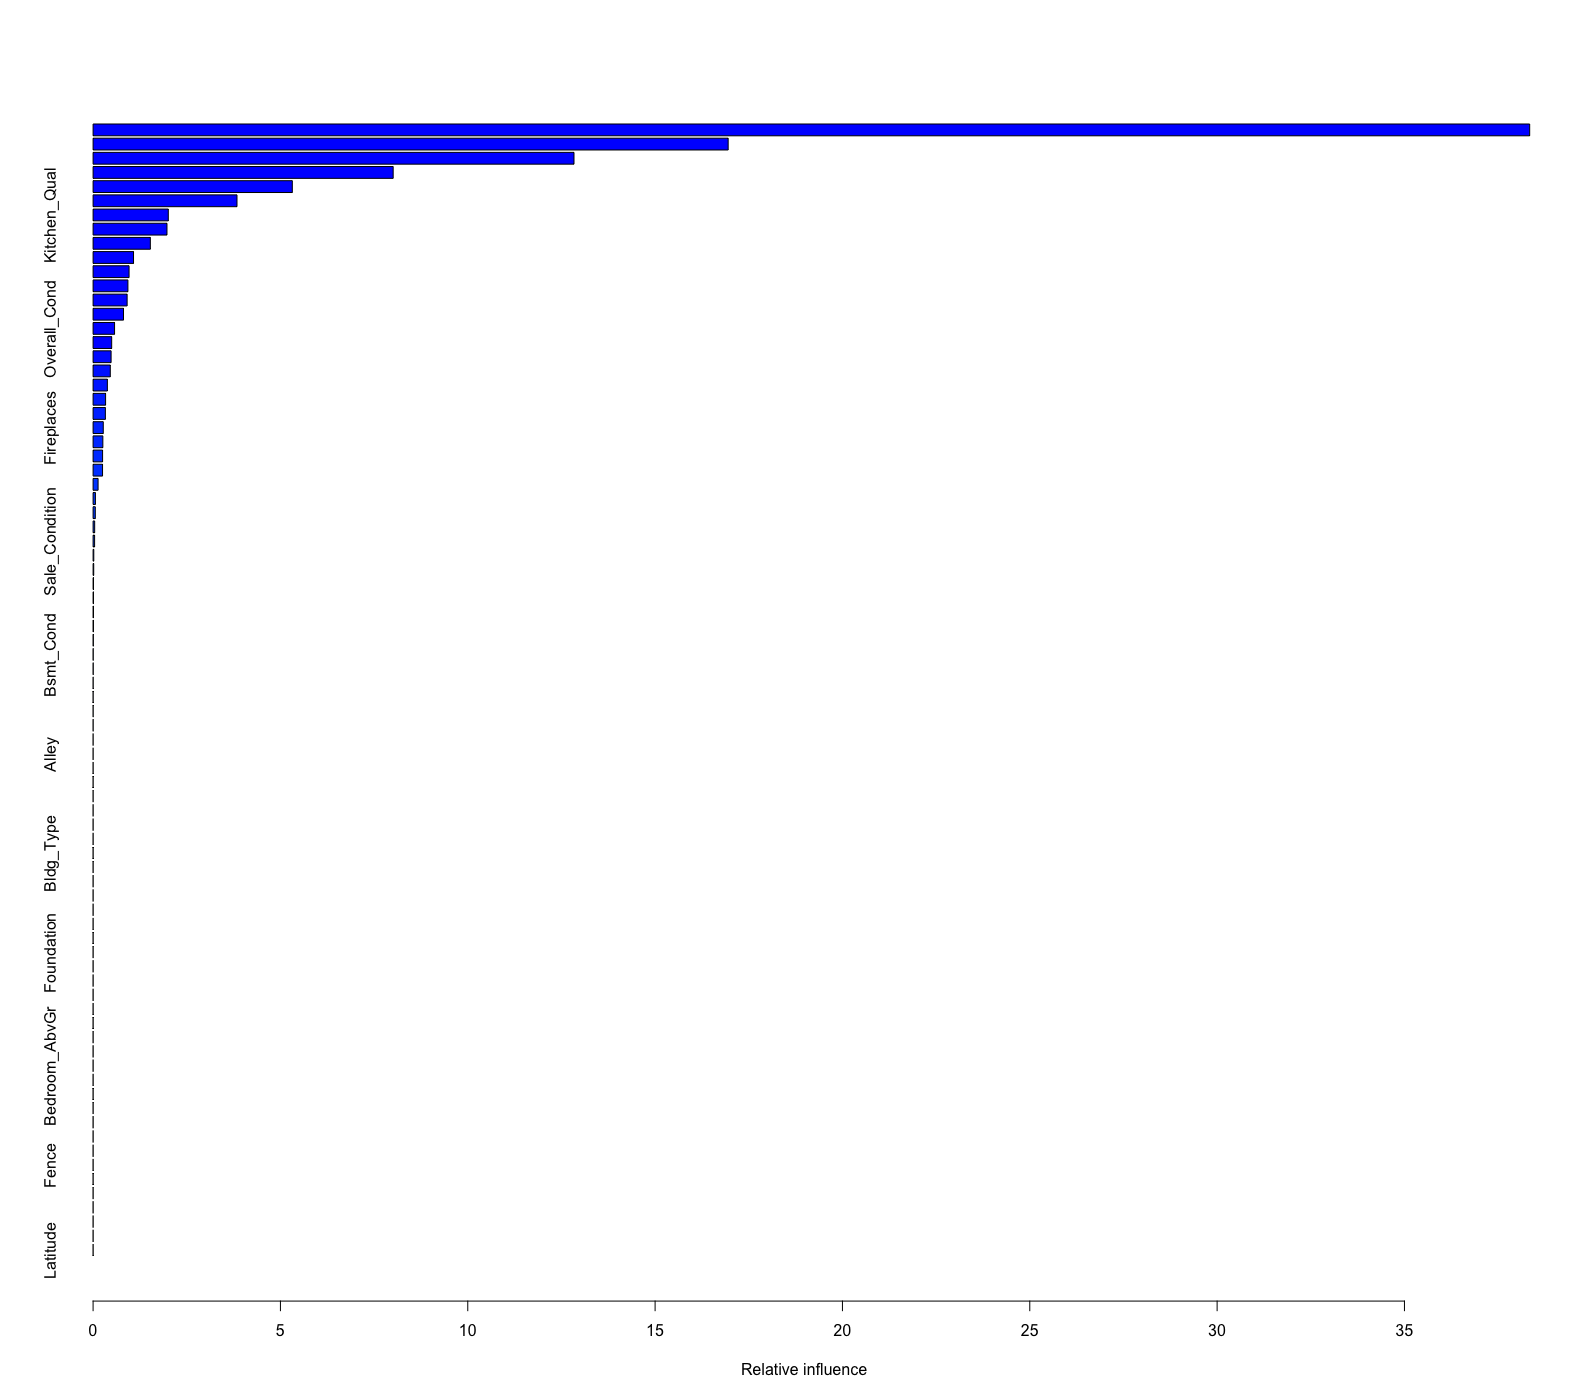 Kitchen_Qual
Overall_Cond
Fireplaces
Sale_Condition
Bsmt_Cond
Alley
Bldg_Type
Foundation
Bedroom_AbvGr
Fence
Latitude
0 5 10 15 20 25 30 35
Relative influence